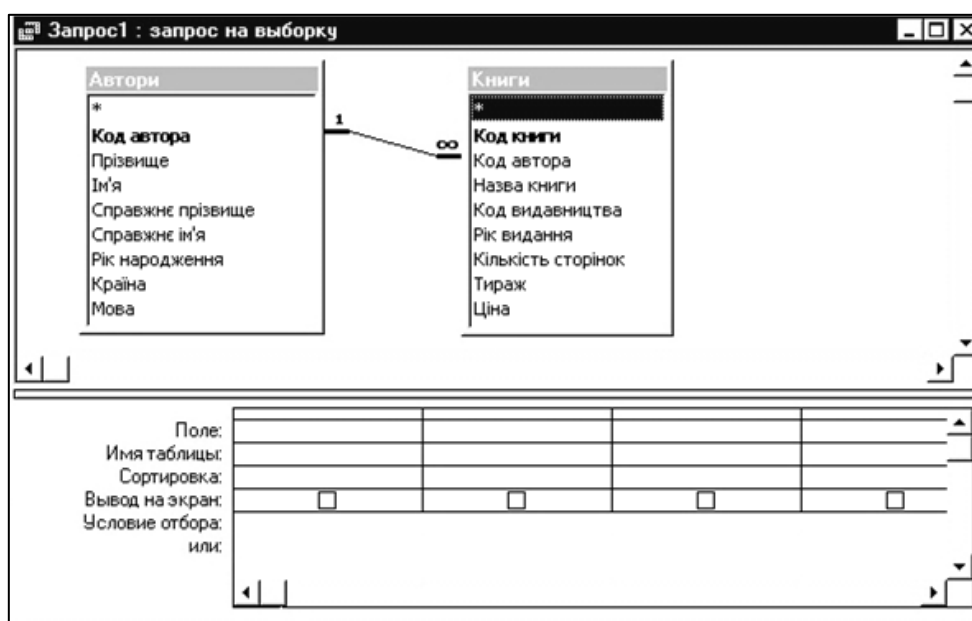 Запрос1 : запрос на выборку
Автори
*
Код автора
Прізвище
Ім'я
Справжнє прізвище
Справжнє ім'я
Рік народження
Країна
Мова
1
∞
Книги
*
Код книги
Код автора
Назва книги
Код видавництва
Рік видання
Кількість сторінок
Тираж
Ціна
Поле:
Имя таблицы:
Сортировка:
Вывод на экран:
Условие отбора:
или: